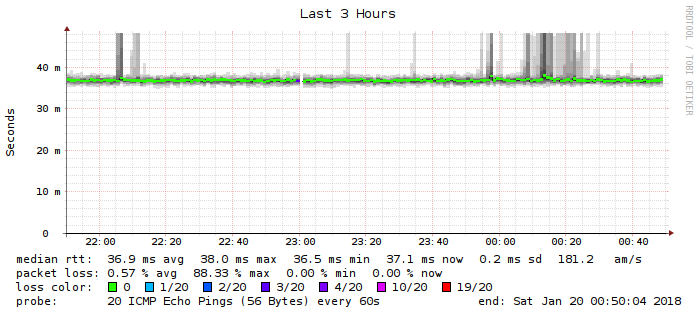 Last 3 Hours
RRDTOOL / TOBI OETIKER
Seconds
40 m
30 m
20 m
10 m
0
22:00 22:20 22:40 23:00 23:20 23:40 00:00 00:20 00:40
median rtt: 36.9 ms avg 38.0 ms max 36.5 ms min 37.1 ms now 0.2 ms sd 181.2 am/s
packet loss: 0.57 % avg 88.33 % max 0.00 % min 0.00 % now
loss color: 0 1/20 2/20 3/20 4/20 10/20 19/20
probe: 20 ICMP Echo Pings (56 Bytes) every 60s end: Sat Jan 20 00:50:04 2018